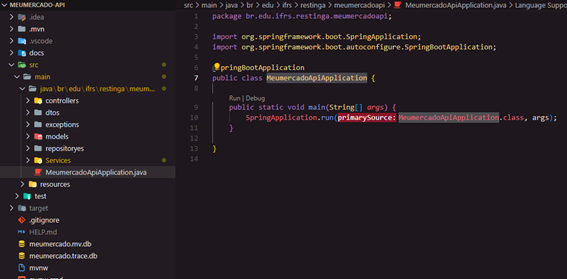 MEUMERCADO-API
.idea
.mvn
.vscode
docs
src
main
java\br\edu\ifrs\restinga\meum...
controllers
dtos
exceptions
models
repositoryes
Services
MeumercadoApiApplication.java
resources
test
target
.gitignore
HELP.md
meumercado.mv.db
meumercado.trace.db
mvnw
src > main > java > br > edu > ifrs > restinga > meumercadoapi > MeumercadoApiApplication.java > Language Suppo
1 package br.edu.ifrs.restinga.meumercadoapi;
2
3 import org.springframework.boot.SpringApplication;
4 import org.springframework.boot.autoconfigure.SpringBootApplication;
5
6 pringBootApplication
7 public class MeumercadoApiApplication {
8
Run | Debug
9 public static void main(String[] args) {
10 SpringApplication.run(primarySource: MeumercadoApiApplication.class, args);
11 }
12
13 }
14